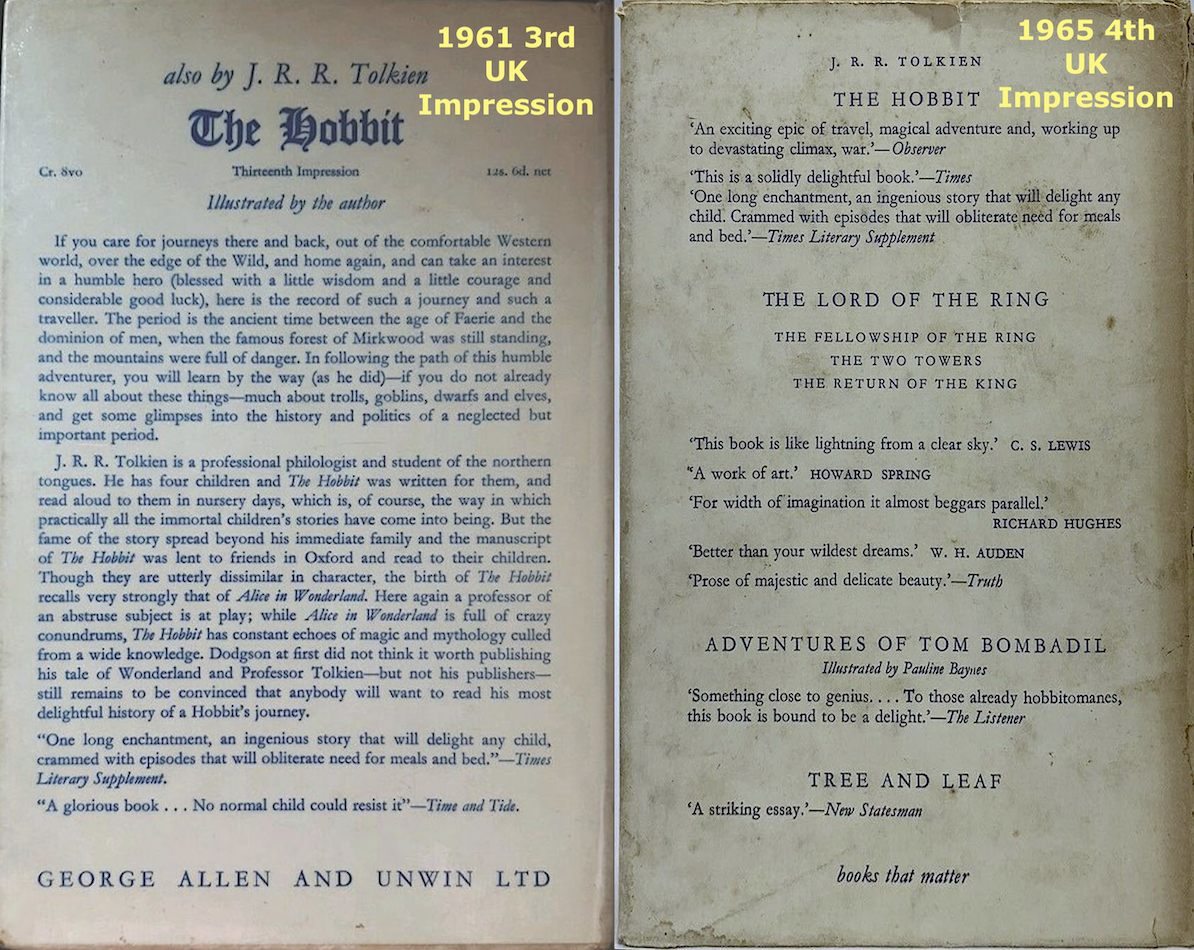 1961 3rd
UK
Impression
also by J. R. R. Tolkien
The Hobbit
Cr. 8vo Thirteenth Impression 12s. 6d. net
Illustrated by the author
If you care for journeys there and back, out of the comfortable Western
world, over the edge of the Wild, and home again, and can take an interest
in a humble hero (blessed with a little wisdom and a little courage and
considerable good luck), here is the record of such a journey and such a
traveller. The period is the ancient time between the age of Faerie and the
dominion of men, when the famous forest of Mirkwood was still standing,
and the mountains were full of danger. In following the path of this humble
adventurer, you will learn by the way (as he did)—if you do not already
know all about these things—much about trolls, goblins, dwarfs and elves,
and get some glimpses into the history and politics of a neglected but
important period.
J. R. R. Tolkien is a professional philologist and student of the northern
tongues. He has four children and The Hobbit was written for them, and
read aloud to them in nursery days, which is, of course, the way in which
practically all the immortal children's stories have come into being. But the
fame of the story spread beyond his immediate family and the manuscript
of The Hobbit was lent to friends in Oxford and read to their children.
Though they are utterly dissimilar in character, the birth of The Hobbit
recalls very strongly that of Alice in Wonderland. Here again a professor of
an abstruse subject is at play; while Alice in Wonderland is full of crazy
conundrums, The Hobbit has constant echoes of magic and mythology culled
from a wide knowledge. Dodgson at first did not think it worth publishing
his tale of Wonderland and Professor Tolkien—but not his publishers—
still remains to be convinced that anybody will want to read his most
delightful history of a Hobbit's journey.
"One long enchantment, an ingenious story that will delight any child,
crammed with episodes that will obliterate need for meals and bed."—Times
Literary Supplement.
"A glorious book . . . No normal child could resist it"—Time and Tide.
GEORGE ALLEN AND UNWIN LTD
1965 4th
UK
Impression
J. R. R. TOLKIEN
THE HOBBIT
'An exciting epic of travel, magical adventure and, working up
to devastating climax, war.'—Observer
'This is a solidly delightful book.'—Times
'One long enchantment, an ingenious story that will delight any
child. Crammed with episodes that will obliterate need for meals
and bed.'—Times Literary Supplement
THE LORD OF THE RING
THE FELLOWSHIP OF THE RING
THE TWO TOWERS
THE RETURN OF THE KING
'This book is like lightning from a clear sky.' C. S. LEWIS
'A work of art.' HOWARD SPRING
'For width of imagination it almost beggars parallel.'
RICHARD HUGHES
'Better than your wildest dreams.' W. H. AUDEN
'Prose of majestic and delicate beauty.'—Truth
ADVENTURES OF TOM BOMBADIL
Illustrated by Pauline Baynes
'Something close to genius. . . . To those already hobbitomanes,
this book is bound to be a delight.'—The Listener
TREE AND LEAF
'A striking essay.'—New Statesman
books that matter